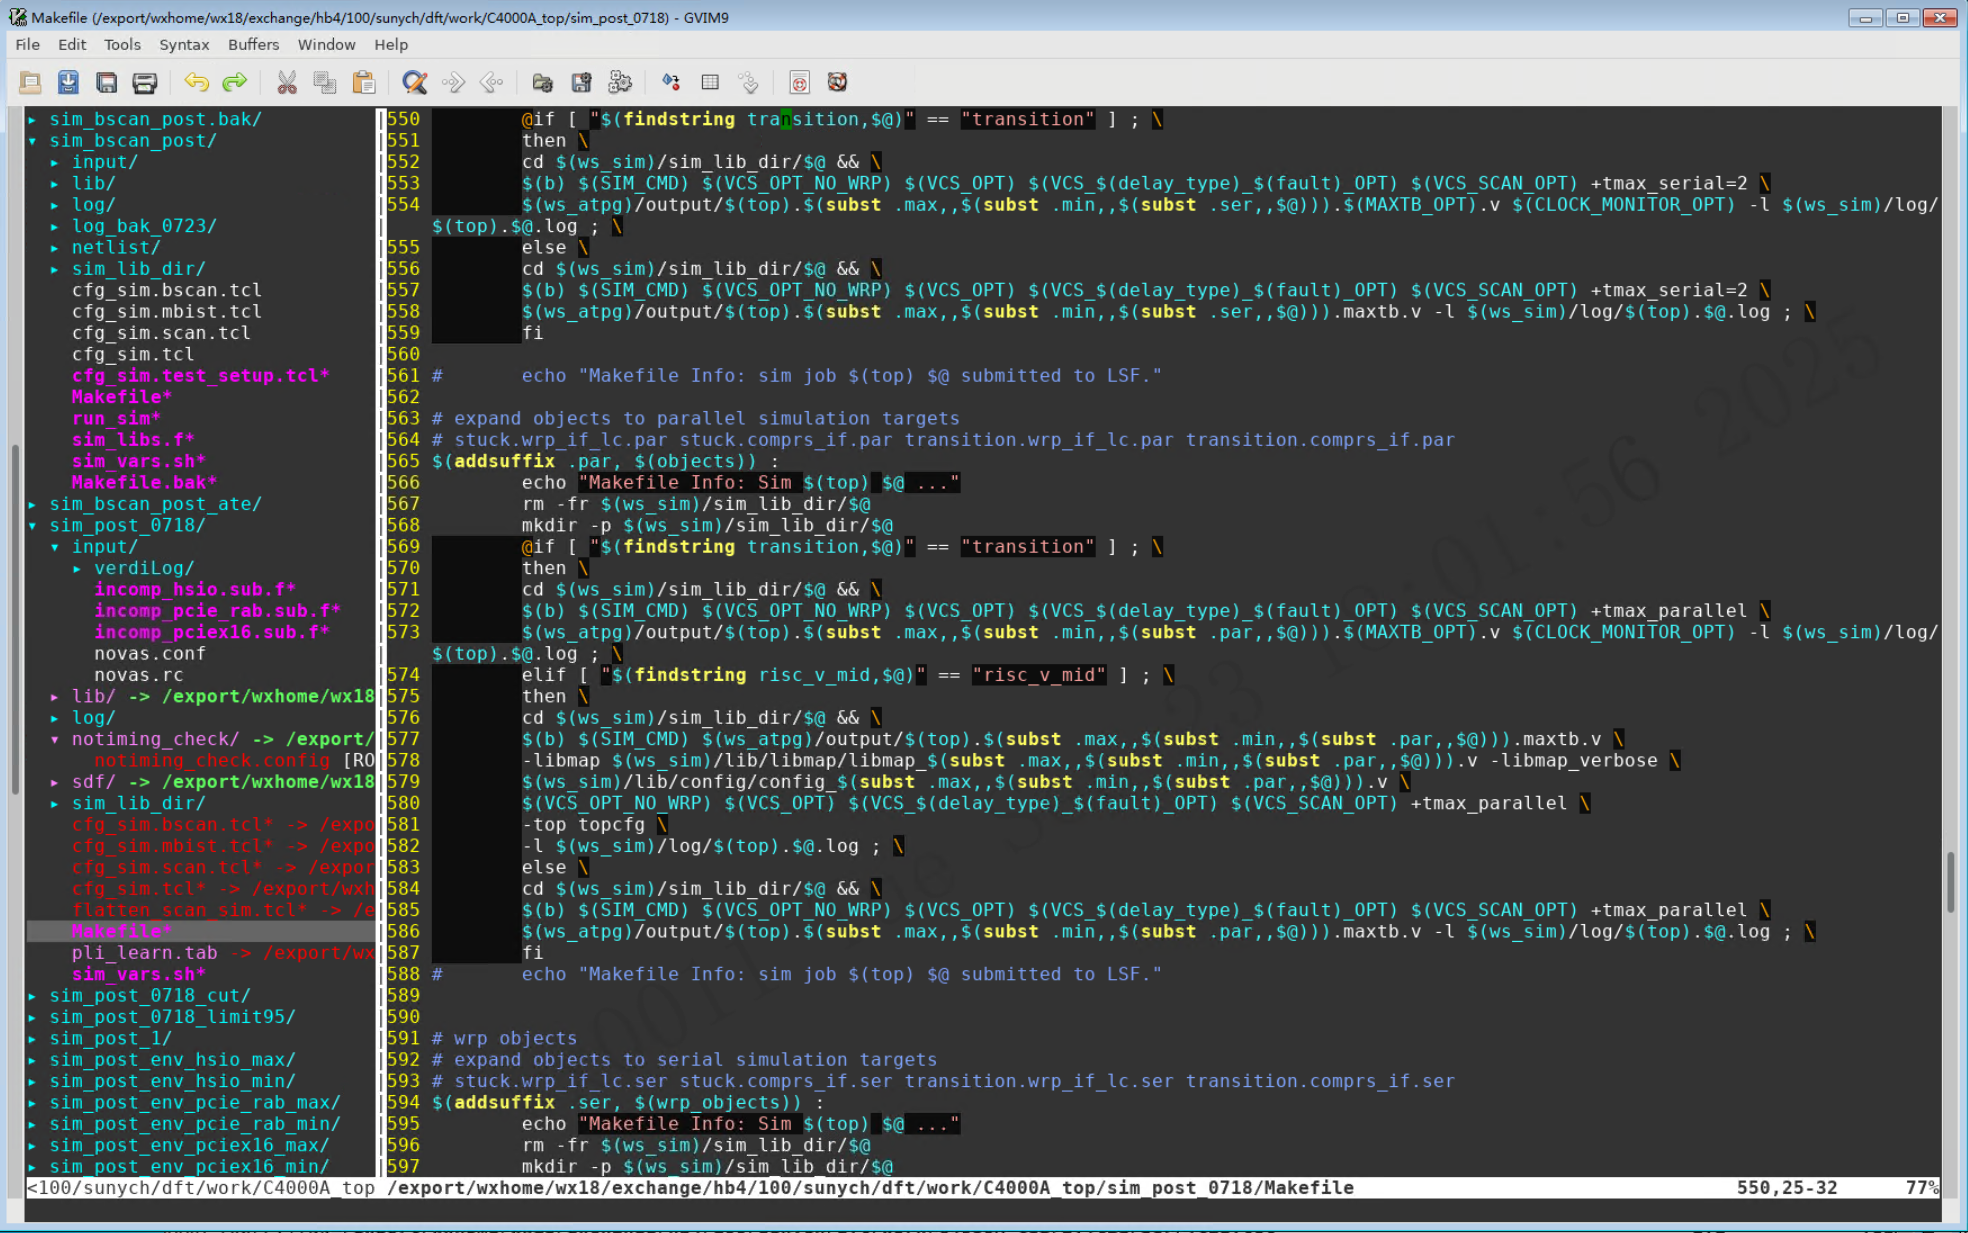 Makefile (/export/wxhome/wx18/exchange/hb4/100/sunych/dft/work/C4000A_top/sim_post_0718) - GVIM9
File Edit Tools Syntax Buffers Window Help
▸ sim_bscan_post.bak/
▾ sim_bscan_post/
▸ input/
▸ lib/
▸ log/
▸ log_bak_0723/
▸ netlist/
▸ sim_lib_dir/
cfg_sim.bscan.tcl
cfg_sim.mbist.tcl
cfg_sim.scan.tcl
cfg_sim.tcl
cfg_sim.test_setup.tcl*
Makefile*
run_sim*
sim_libs.f*
sim_vars.sh*
Makefile.bak*
▸ sim_bscan_post_ate/
▾ sim_post_0718/
▾ input/
▸ verdiLog/
incomp_hsio.sub.f*
incomp_pcie_rab.sub.f*
incomp_pciex16.sub.f*
novas.conf
novas.rc
▸ lib/ -> /export/wxhome/wx18
▸ log/
▾ notiming_check/ -> /export/
notiming_check.config [RO
▸ sdf/ -> /export/wxhome/wx18
▸ sim_lib_dir/
cfg_sim.bscan.tcl* -> /expo
cfg_sim.mbist.tcl* -> /expo
cfg_sim.scan.tcl* -> /expor
cfg_sim.tcl* -> /export/wxh
flatten_scan_sim.tcl* -> /e
Makefile*
pli_learn.tab -> /export/wx
sim_vars.sh*
▸ sim_post_0718_cut/
▸ sim_post_0718_limit95/
▸ sim_post_1/
▸ sim_post_env_hsio_max/
▸ sim_post_env_hsio_min/
▸ sim_post_env_pcie_rab_max/
▸ sim_post_env_pcie_rab_min/
▸ sim_post_env_pciex16_max/
▸ sim_post_env_pciex16_min/
550 @if [ "$(findstring transition,$@)" == "transition" ] ; \
551 then \
552 cd $(ws_sim)/sim_lib_dir/$@ && \
553 $(b) $(SIM_CMD) $(VCS_OPT_NO_WRP) $(VCS_OPT) $(VCS_$(delay_type)_$(fault)_OPT) $(VCS_SCAN_OPT) +tmax_serial=2 \
554 $(ws_atpg)/output/$(top).$(subst .max,,$(subst .min,,$(subst .ser,,$@))).$(MAXTB_OPT).v $(CLOCK_MONITOR_OPT) -l $(ws_sim)/log/
$(top).$@.log ; \
555 else \
556 cd $(ws_sim)/sim_lib_dir/$@ && \
557 $(b) $(SIM_CMD) $(VCS_OPT_NO_WRP) $(VCS_OPT) $(VCS_$(delay_type)_$(fault)_OPT) $(VCS_SCAN_OPT) +tmax_serial=2 \
558 $(ws_atpg)/output/$(top).$(subst .max,,$(subst .min,,$(subst .ser,,$@))).maxtb.v -l $(ws_sim)/log/$(top).$@.log ; \
559 fi
560
561 # echo "Makefile Info: sim job $(top) $@ submitted to LSF."
562
563 # expand objects to parallel simulation targets
564 # stuck.wrp_if_lc.par stuck.comprs_if.par transition.wrp_if_lc.par transition.comprs_if.par
565 $(addsuffix .par, $(objects)) :
566 echo "Makefile Info: Sim $(top) $@ ..."
567 rm -fr $(ws_sim)/sim_lib_dir/$@
568 mkdir -p $(ws_sim)/sim_lib_dir/$@
569 @if [ "$(findstring transition,$@)" == "transition" ] ; \
570 then \
571 cd $(ws_sim)/sim_lib_dir/$@ && \
572 $(b) $(SIM_CMD) $(VCS_OPT_NO_WRP) $(VCS_OPT) $(VCS_$(delay_type)_$(fault)_OPT) $(VCS_SCAN_OPT) +tmax_parallel \
573 $(ws_atpg)/output/$(top).$(subst .max,,$(subst .min,,$(subst .par,,$@))).$(MAXTB_OPT).v $(CLOCK_MONITOR_OPT) -l $(ws_sim)/log/
$(top).$@.log ; \
574 elif [ "$(findstring risc_v_mid,$@)" == "risc_v_mid" ] ; \
575 then \
576 cd $(ws_sim)/sim_lib_dir/$@ && \
577 $(b) $(SIM_CMD) $(ws_atpg)/output/$(top).$(subst .max,,$(subst .min,,$(subst .par,,$@))).maxtb.v \
578 -libmap $(ws_sim)/lib/libmap/libmap_$(subst .max,,$(subst .min,,$(subst .par,,$@))).v -libmap_verbose \
579 $(ws_sim)/lib/config/config_$(subst .max,,$(subst .min,,$(subst .par,,$@))).v \
580 $(VCS_OPT_NO_WRP) $(VCS_OPT) $(VCS_$(delay_type)_$(fault)_OPT) $(VCS_SCAN_OPT) +tmax_parallel \
581 -top topcfg \
582 -l $(ws_sim)/log/$(top).$@.log ; \
583 else \
584 cd $(ws_sim)/sim_lib_dir/$@ && \
585 $(b) $(SIM_CMD) $(VCS_OPT_NO_WRP) $(VCS_OPT) $(VCS_$(delay_type)_$(fault)_OPT) $(VCS_SCAN_OPT) +tmax_parallel \
586 $(ws_atpg)/output/$(top).$(subst .max,,$(subst .min,,$(subst .par,,$@))).maxtb.v -l $(ws_sim)/log/$(top).$@.log ; \
587 fi
588 # echo "Makefile Info: sim job $(top) $@ submitted to LSF."
589
590
591 # wrp objects
592 # expand objects to serial simulation targets
593 # stuck.wrp_if_lc.ser stuck.comprs_if.ser transition.wrp_if_lc.ser transition.comprs_if.ser
594 $(addsuffix .ser, $(wrp_objects)) :
595 echo "Makefile Info: Sim $(top) $@ ..."
596 rm -fr $(ws_sim)/sim_lib_dir/$@
597 mkdir -p $(ws_sim)/sim_lib_dir/$@
<100/sunych/dft/work/C4000A_top /export/wxhome/wx18/exchange/hb4/100/sunych/dft/work/C4000A_top/sim_post_0718/Makefile 550,25-32 77%